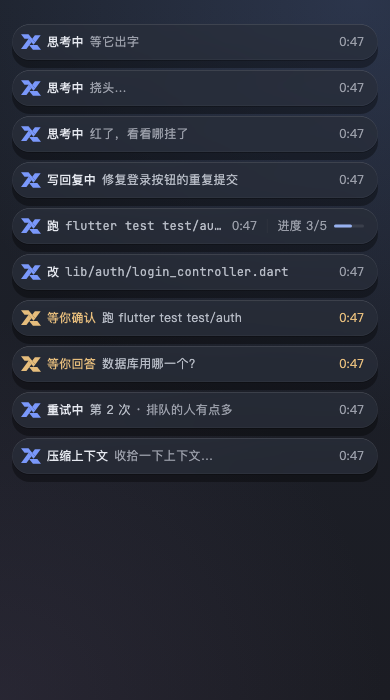 思考中 等它出字 0:47
思考中 挠头… 0:47
思考中 红了，看看哪挂了 0:47
写回复中 修复登录按钮的重复提交 0:47
跑 flutter test test/au… 0:47 进度 3/5
改 lib/auth/login_controller.dart 0:47
等你确认 跑 flutter test test/auth 0:47
等你回答 数据库用哪一个? 0:47
重试中 第 2 次 · 排队的人有点多 0:47
压缩上下文 收拾一下上下文… 0:47